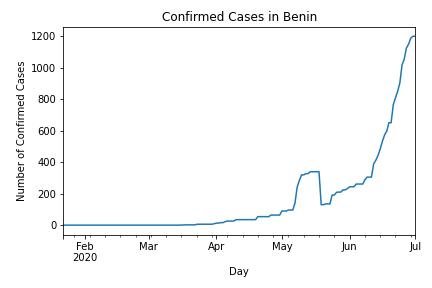 Confirmed Cases in Benin
Number of Confirmed Cases
1200
1000
800
600
400
200
0
Feb Mar Apr May Jun Jul
2020
Day